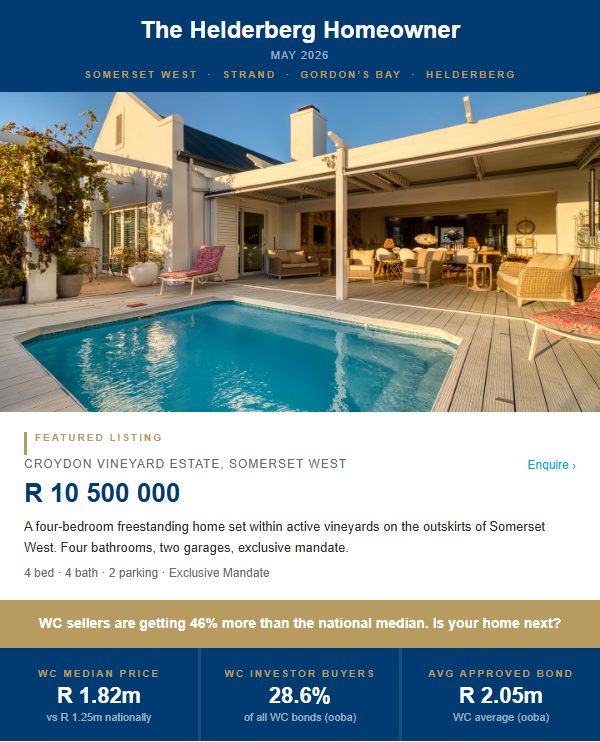 The Helderberg Homeowner
MAY 2026
SOMERSET WEST · STRAND · GORDON'S BAY · HELDERBERG
FEATURED LISTING
CROYDON VINEYARD ESTATE, SOMERSET WEST
Enquire ›
R 10 500 000
A four-bedroom freestanding home set within active vineyards on the outskirts of Somerset
West. Four bathrooms, two garages, exclusive mandate.
4 bed · 4 bath · 2 parking · Exclusive Mandate
WC sellers are getting 46% more than the national median. Is your home next?
WC MEDIAN PRICE
R 1.82m
vs R 1.25m nationally
WC INVESTOR BUYERS
28.6%
of all WC bonds (ooba)
AVG APPROVED BOND
R 2.05m
WC average (ooba)